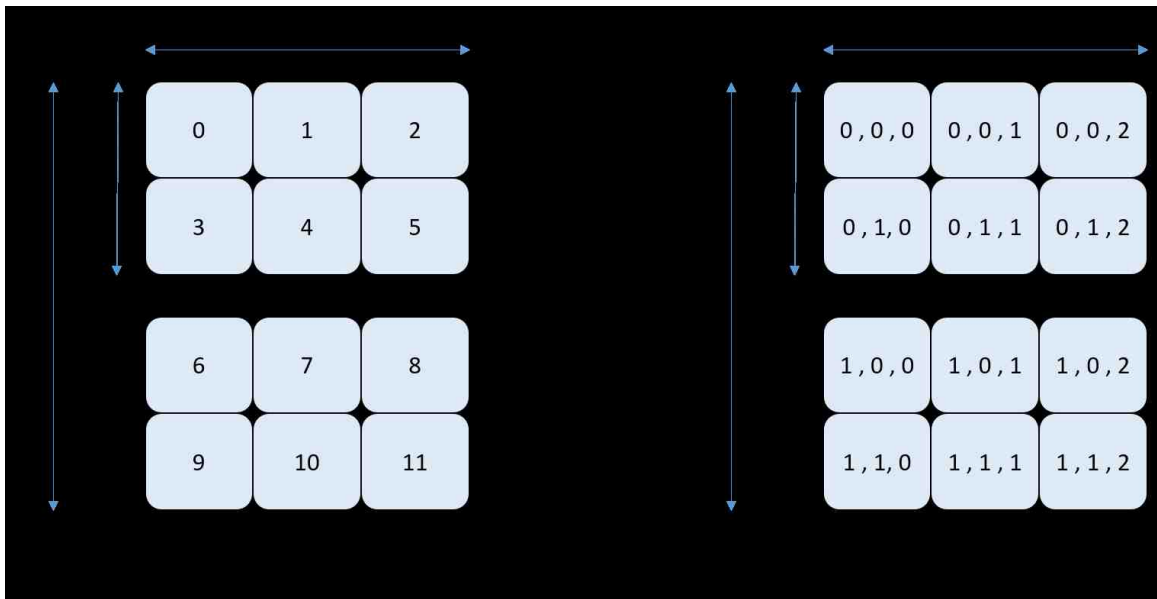 0 1 2
3 4 5
6 7 8
9 10 11
0 , 0 , 0 0 , 0 , 1 0 , 0 , 2
0 , 1, 0 0 , 1 , 1 0 , 1 , 2
1 , 0 , 0 1 , 0 , 1 1 , 0 , 2
1 , 1, 0 1 , 1 , 1 1 , 1 , 2